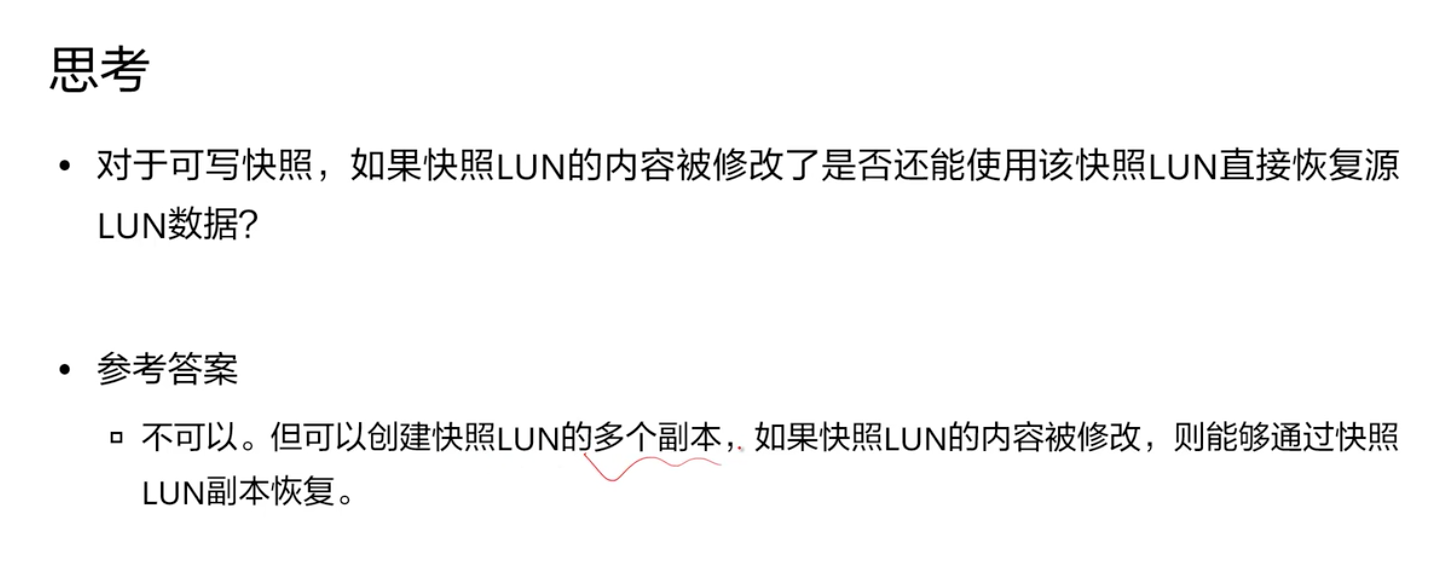 思考
• 对于可写快照，如果快照LUN的内容被修改了是否还能使用该快照LUN直接恢复源
LUN数据？
• 参考答案
▫ 不可以。但可以创建快照LUN的多个副本，如果快照LUN的内容被修改，则能够通过快照
LUN副本恢复。